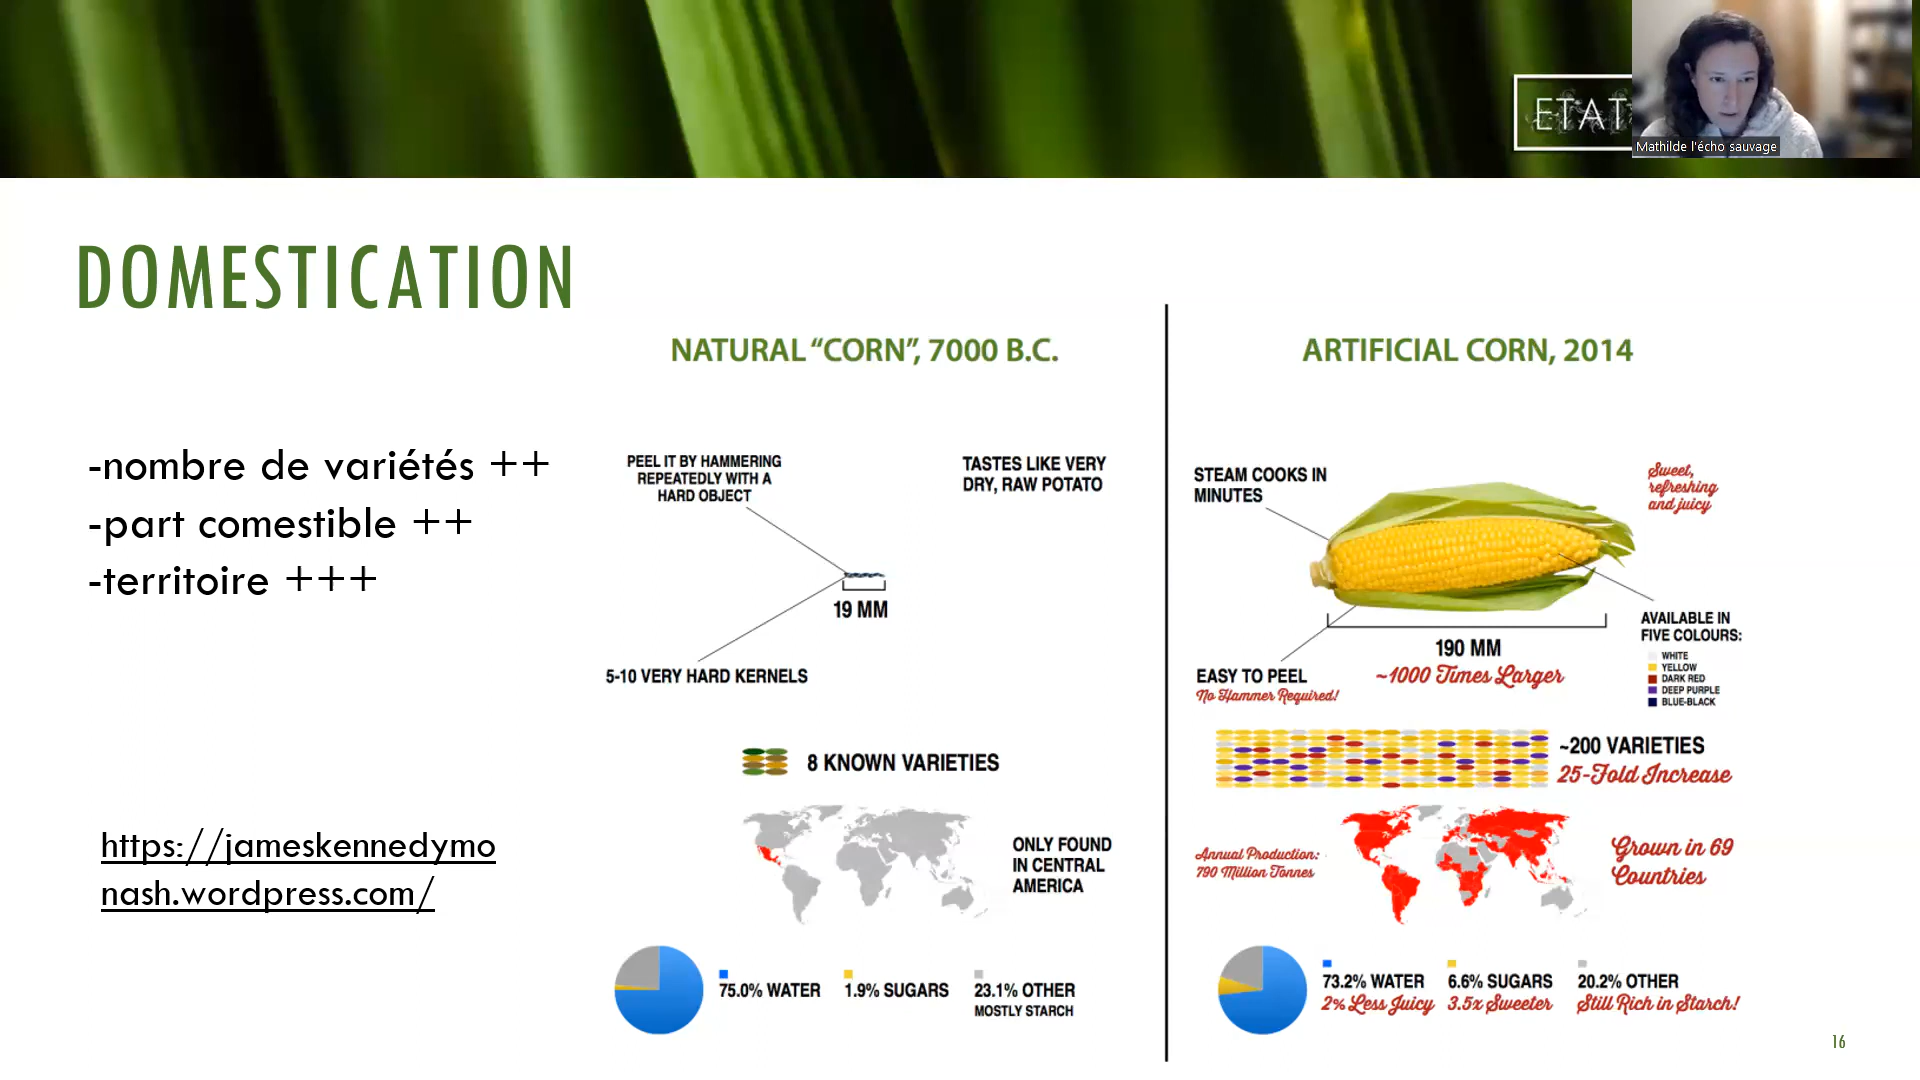 ETAT
Mathilde l'écho sauvage
DOMESTICATION
-nombre de variétés ++
-part comestible ++
-territoire +++
https://jameskennedymo
nash.wordpress.com/
NATURAL “CORN”, 7000 B.C.
PEEL IT BY HAMMERING
REPEATEDLY WITH A
HARD OBJECT
TASTES LIKE VERY
DRY, RAW POTATO
19 MM
5-10 VERY HARD KERNELS
8 KNOWN VARIETIES
ONLY FOUND
IN CENTRAL
AMERICA
75.0% WATER
1.9% SUGARS
23.1% OTHER
MOSTLY STARCH
ARTIFICIAL CORN, 2014
STEAM COOKS IN
MINUTES
Sweet,
refreshing
and juicy
190 MM
~1000 Times Larger
EASY TO PEEL
No Hammer Required!
AVAILABLE IN
FIVE COLOURS:
WHITE
YELLOW
DARK RED
DEEP PURPLE
BLUE-BLACK
~200 VARIETIES
25-Fold Increase
Annual Production:
790 Million Tonnes
Grown in 69
Countries
73.2% WATER
2% Less Juicy
6.6% SUGARS
3.5x Sweeter
20.2% OTHER
Still Rich in Starch!
16